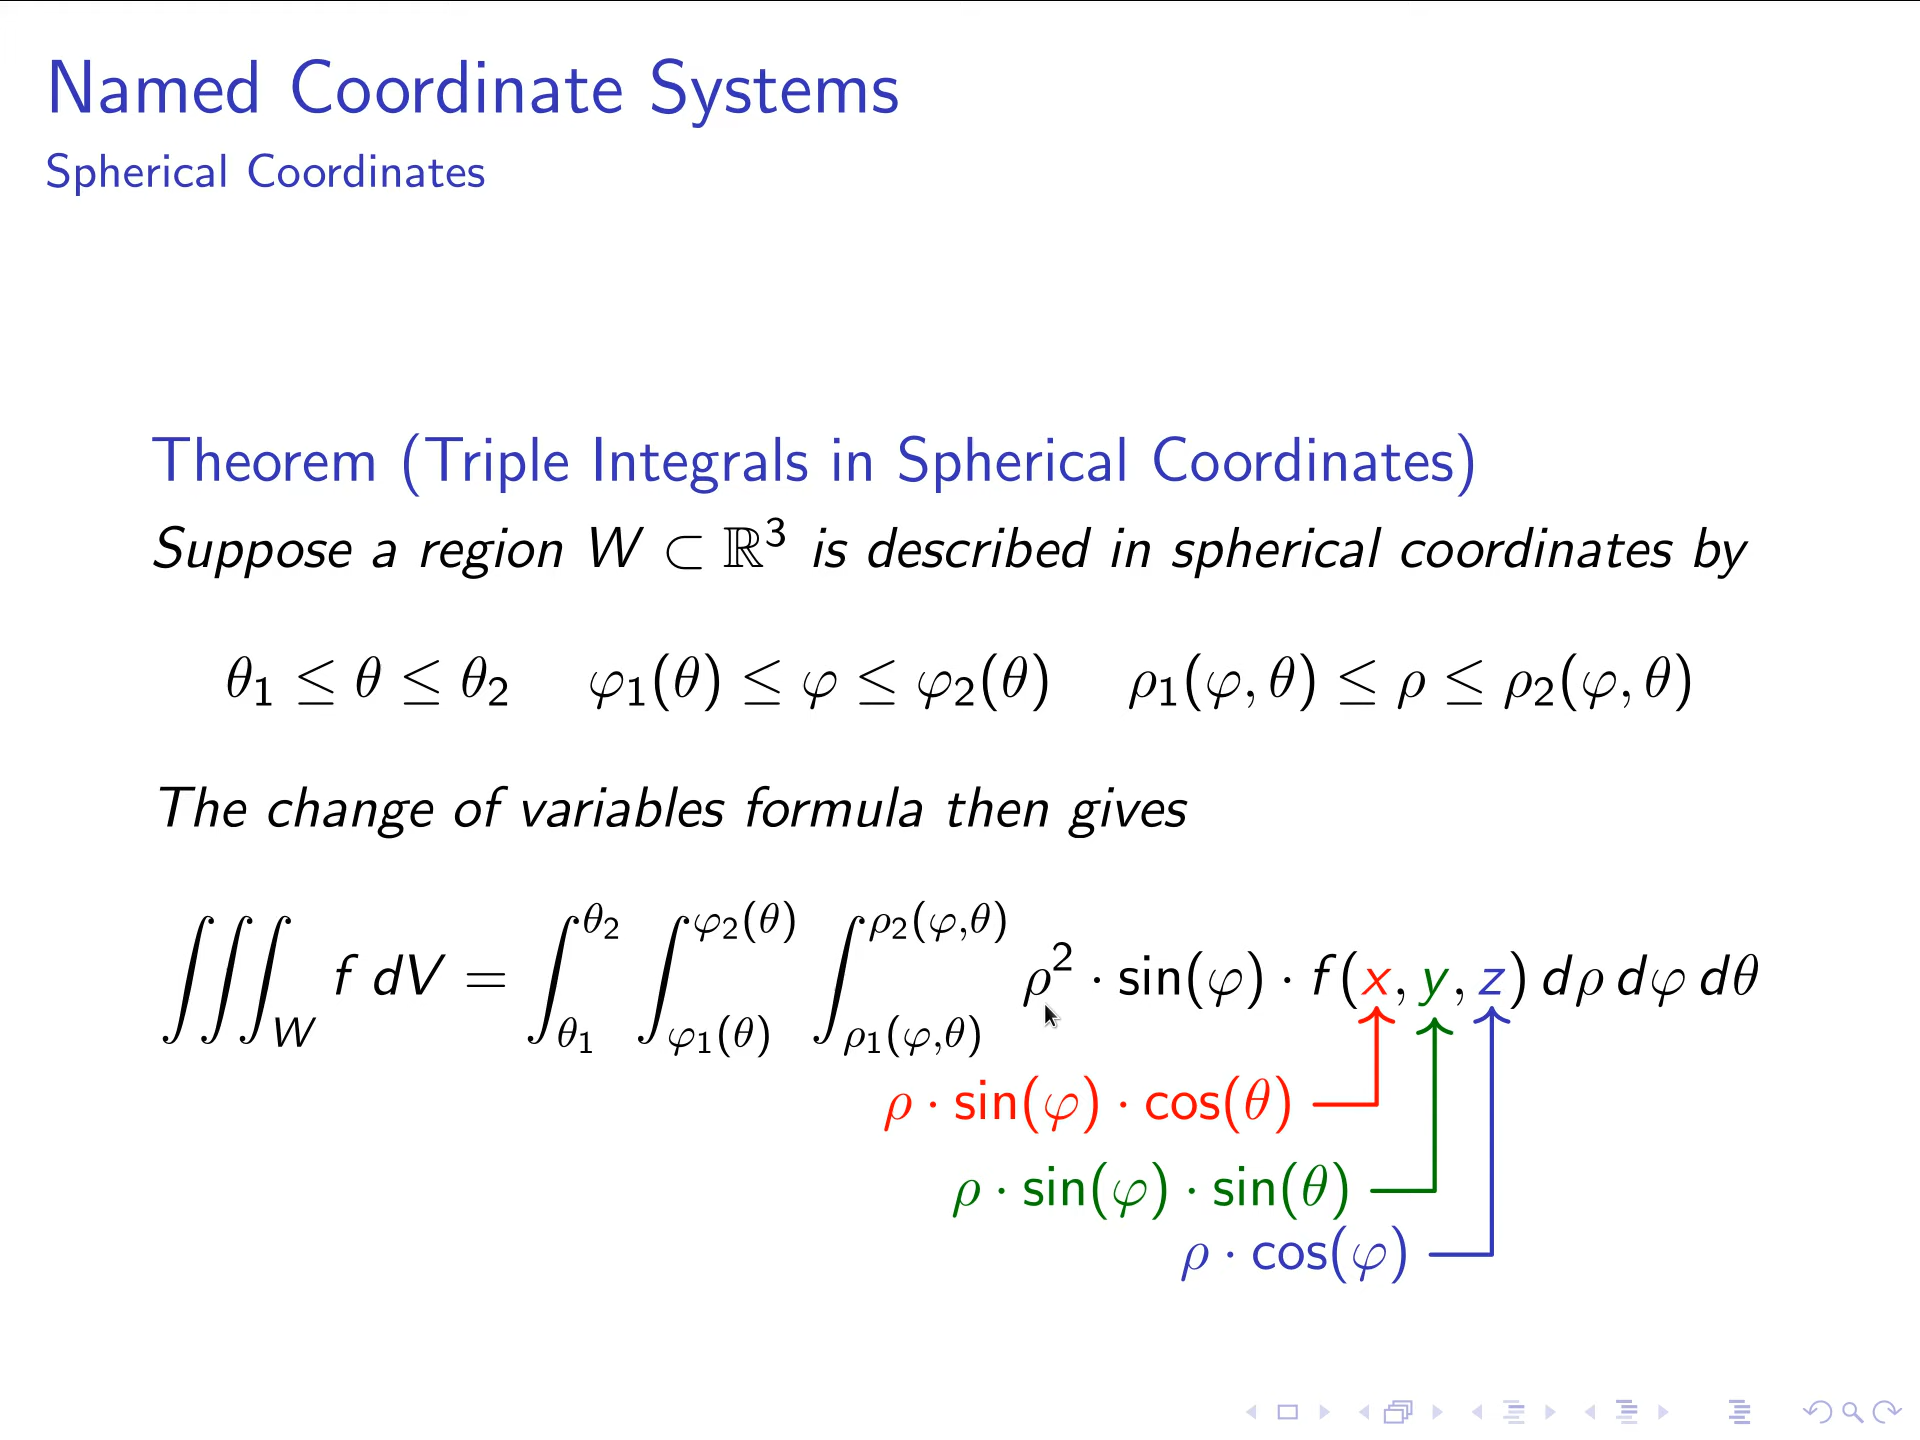 Named Coordinate Systems
Spherical Coordinates
Theorem (Triple Integrals in Spherical Coordinates)
Suppose a region W ⊂ ℝ³ is described in spherical coordinates by
θ₁ ≤ θ ≤ θ₂ φ₁(θ) ≤ φ ≤ φ₂(θ) ρ₁(φ, θ) ≤ ρ ≤ ρ₂(φ, θ)
The change of variables formula then gives
∭_W f dV = ∫_{θ₁}^{θ₂} ∫_{φ₁(θ)}^{φ₂(θ)} ∫_{ρ₁(φ,θ)}^{ρ₂(φ,θ)} ρ² · sin(φ) · f(x, y, z) dρ dφ dθ
ρ · sin(φ) · cos(θ)
ρ · sin(φ) · sin(θ)
ρ · cos(φ)